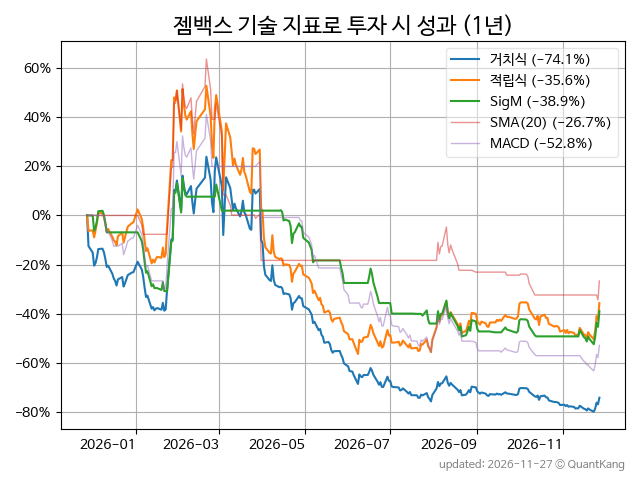 젬백스 기술 지표로 투자 시 성과 (1년)
거치식 (−74.1%)
적립식 (−35.6%)
SigM (−38.9%)
SMA(20) (−26.7%)
MACD (−52.8%)
60%
40%
20%
0%
−20%
−40%
−60%
−80%
2026-01 2026-03 2026-05 2026-07 2026-09 2026-11
updated: 2026-11-27 © QuantKang